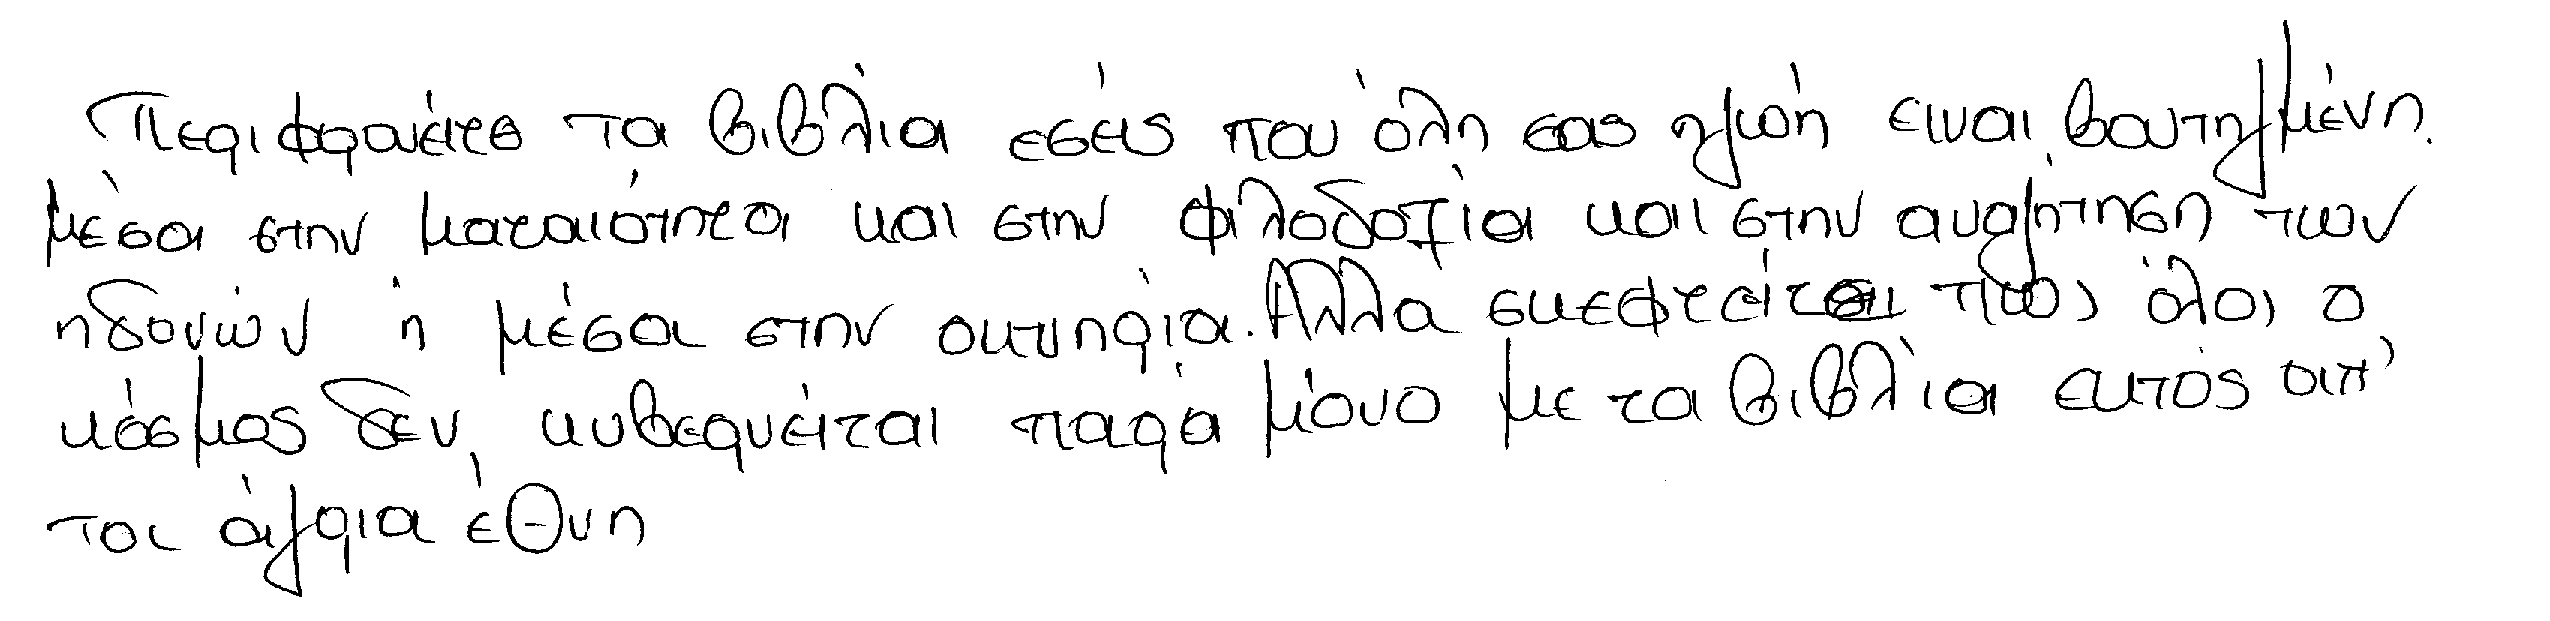 Περιφρονείτε τα βιβλία εσείς που όλη σας η ζωή ειναι βουτηγμένη
μέσα στην ματαιότητα και στην φιλοδοξία και στην αναζήτηση των
ηδονών ή μέσα στην οκνηρία. Αλλά σκεφτείται πως όλος ο
κόσμος δεν κυβερνείται παρά μόνο με τα βιβλία εκτός απ'
τα άγρια έθνη